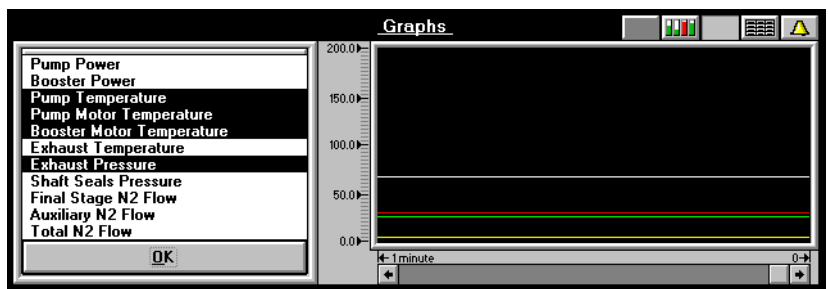 Graphs
Pump Power
Booster Power
Pump Temperature
Pump Motor Temperature
Booster Motor Temperature
Exhaust Temperature
Exhaust Pressure
Shaft Seals Pressure
Final Stage N2 Flow
Auxiliary N2 Flow
Total N2 Flow
OK
200.0
150.0
100.0
50.0
0.0
1 minute
0